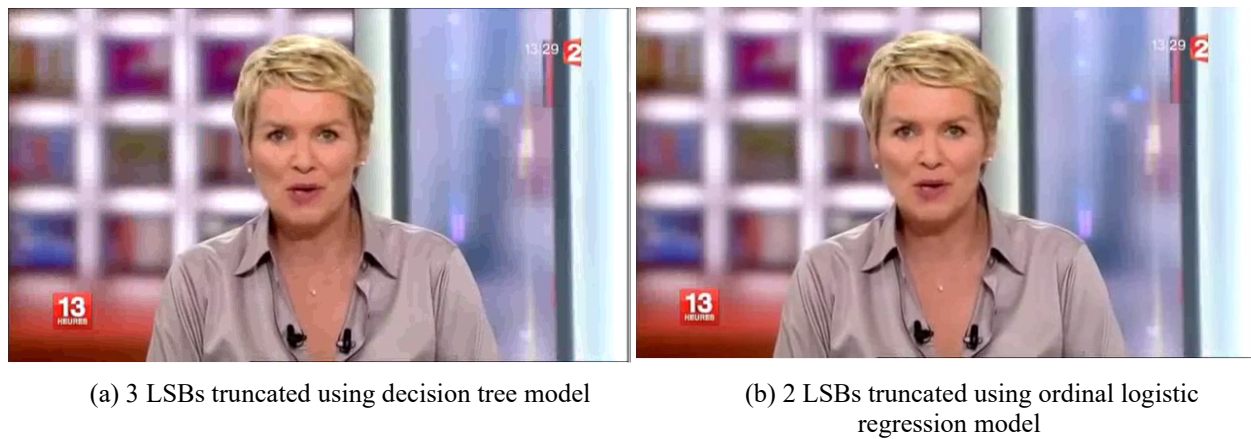 13:29 2
13
HEURES
13:29 2
13
HEURES
(a) 3 LSBs truncated using decision tree model
(b) 2 LSBs truncated using ordinal logistic
regression model